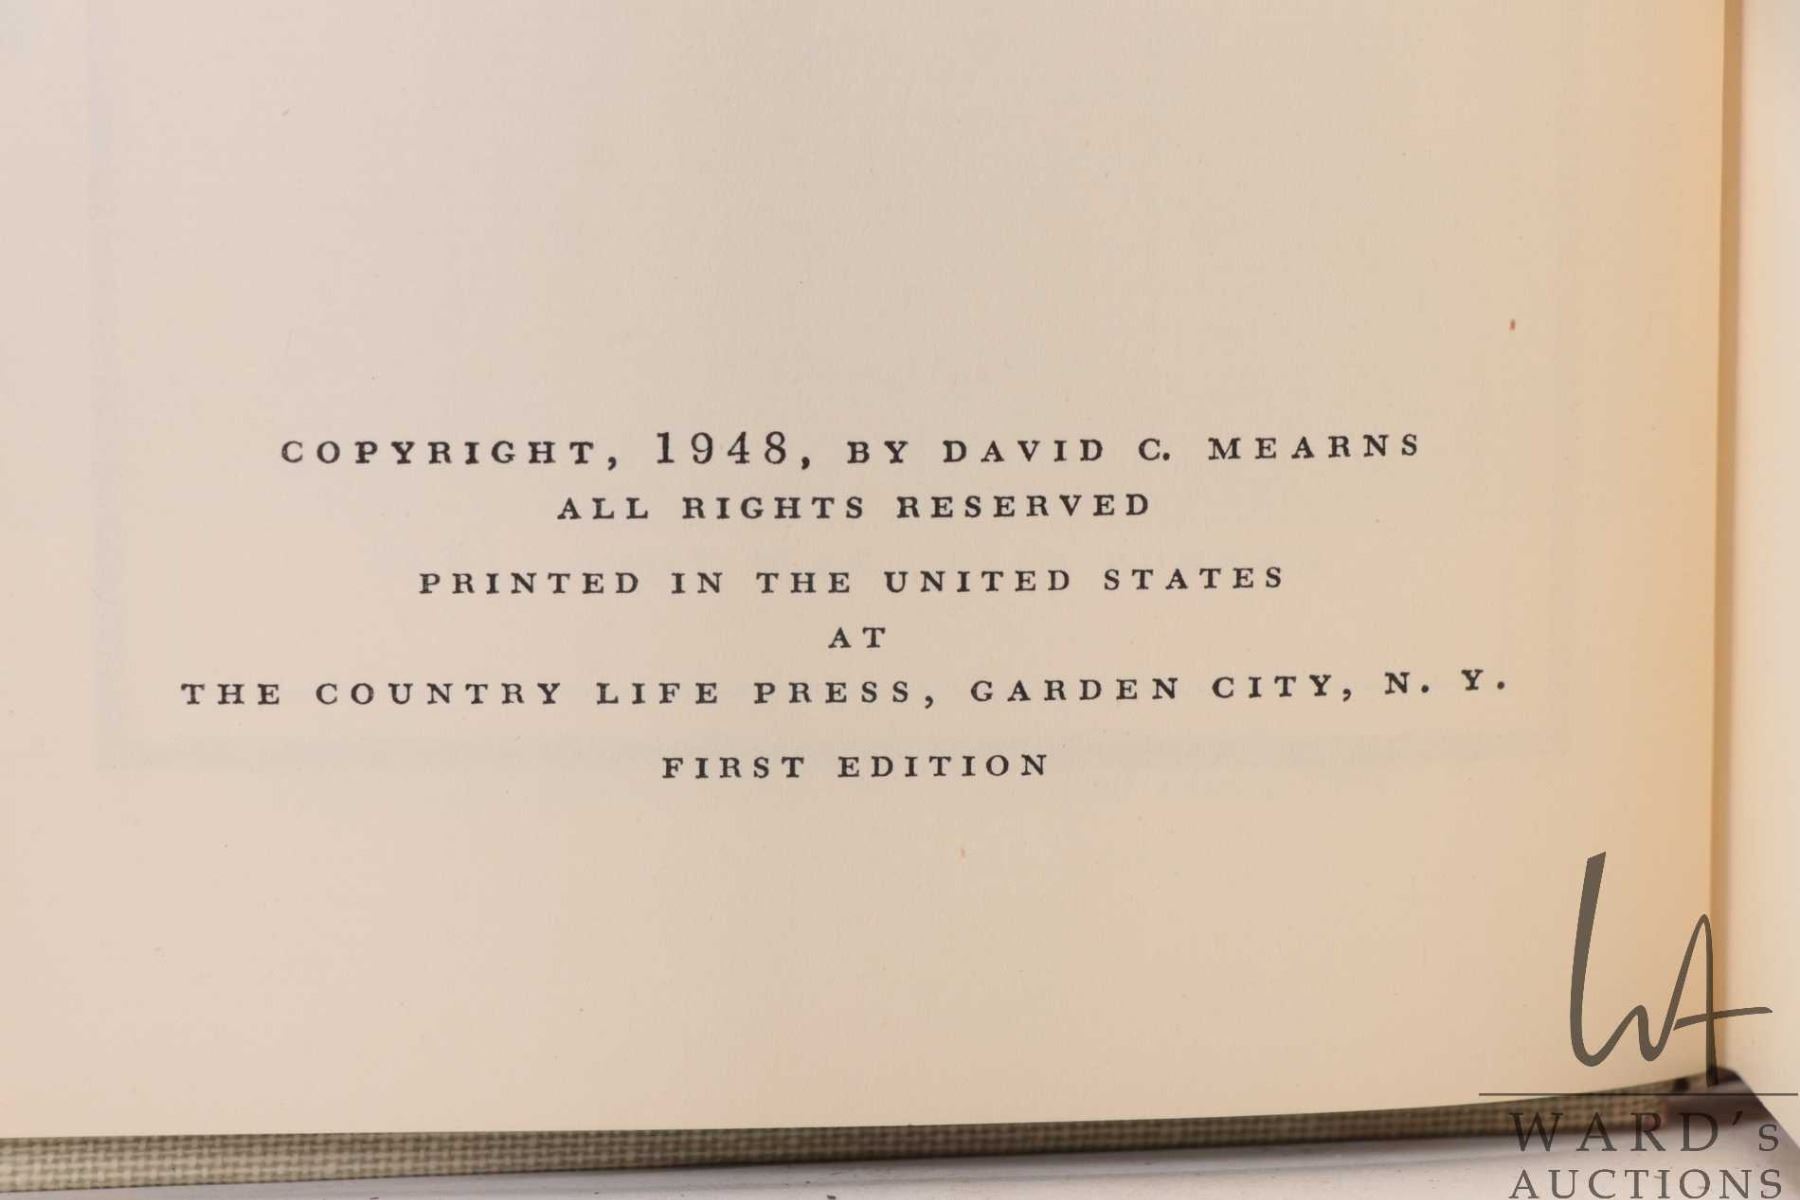 COPYRIGHT, 1948, BY DAVID C. MEARNS
ALL RIGHTS RESERVED
PRINTED IN THE UNITED STATES
AT
THE COUNTRY LIFE PRESS, GARDEN CITY, N. Y.
FIRST EDITION
WA
WARD's
AUCTIONS